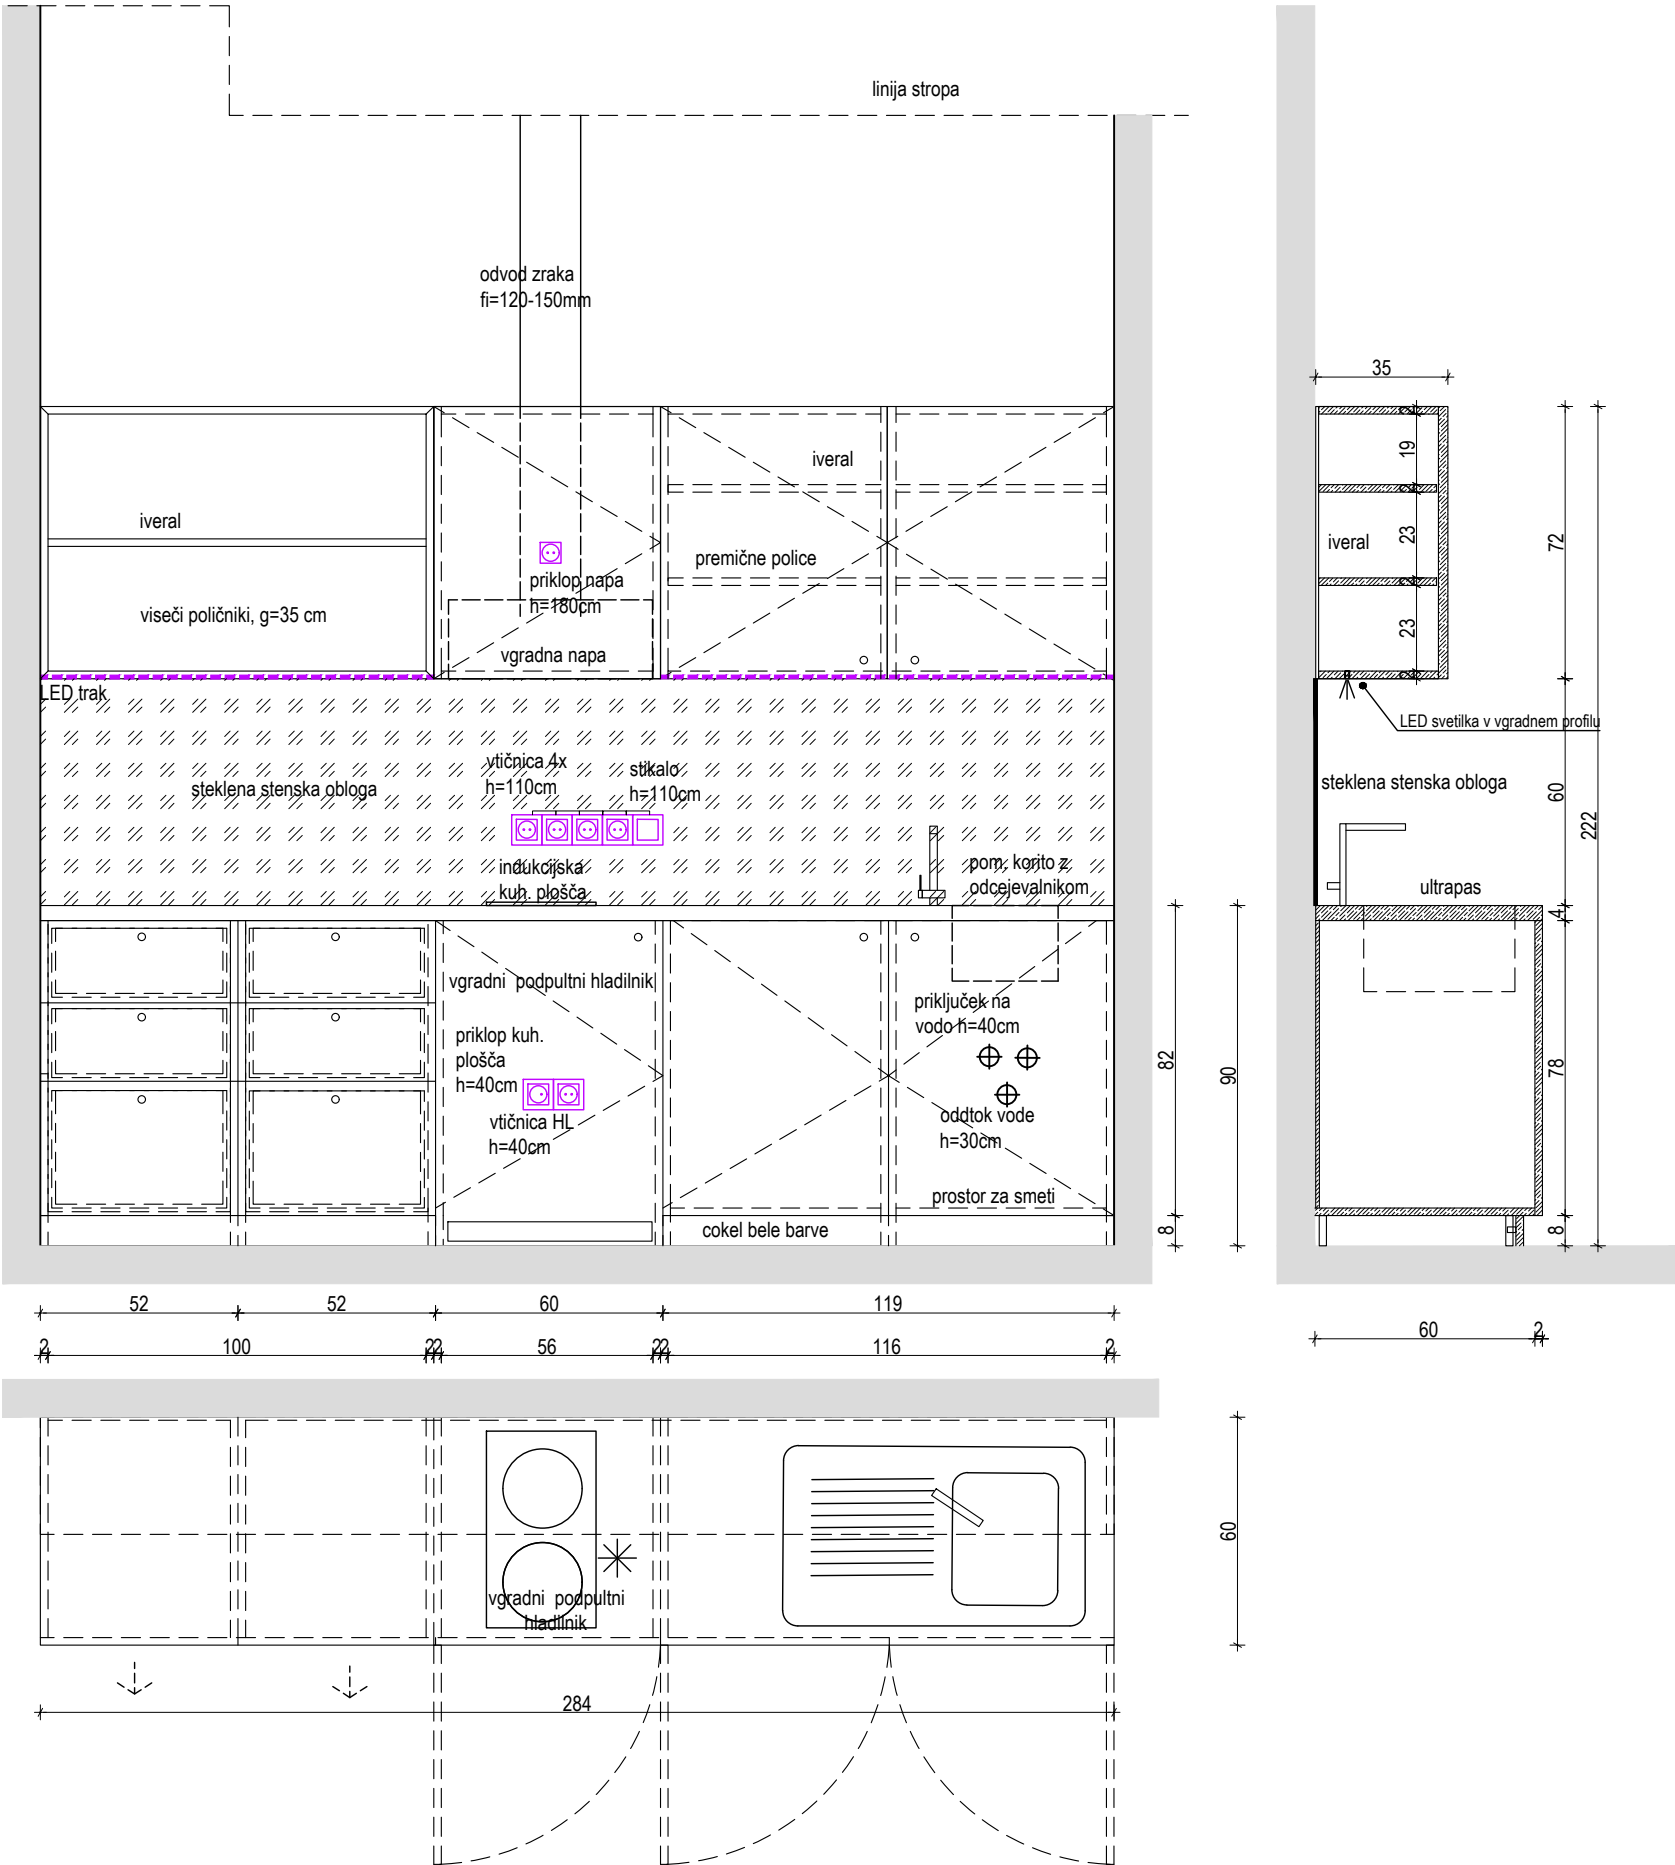 linija stropa
odvod zraka
fi=120-150mm
35
iveral
19
iveral
23
iveral
72
premične police
priklop napa
h=180cm
viseči poličniki, g=35 cm
23
vgradna napa
LED trak
LED svetilka v vgradnem profilu
vtičnica 4x
h=110cm
stikalo
h=110cm
steklena stenska obloga
steklena stenska obloga
60
222
indukcijska
kuh. plošča
pom. korito z
odcejevalnikom
ultrapas
4
vgradni podpultni hladilnik
priključek na
vodo h=40cm
priklop kuh.
plošča
h=40cm
82
90
78
vtičnica HL
h=40cm
oddtok vode
h=30cm
prostor za smeti
cokel bele barve
8
8
52
52
60
119
2
100
22
56
22
116
2
60
2
60
vgradni podpultni
hladilnik
284
2
2
2
2